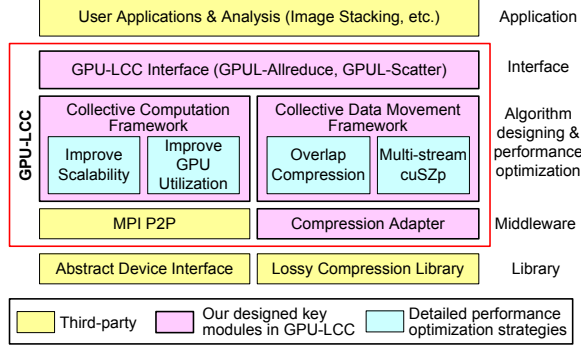 User Applications & Analysis (Image Stacking, etc.)
Application
GPU-LCC
GPU-LCC Interface (GPUL-Allreduce, GPUL-Scatter)
Interface
Collective Computation
Framework
Improve
Scalability
Improve
GPU
Utilization
Collective Data Movement
Framework
Overlap
Compression
Multi-stream
cuSZp
Algorithm
designing &
performance
optimization
MPI P2P
Compression Adapter
Middleware
Abstract Device Interface
Lossy Compression Library
Library
Third-party
Our designed key
modules in GPU-LCC
Detailed performance
optimization strategies